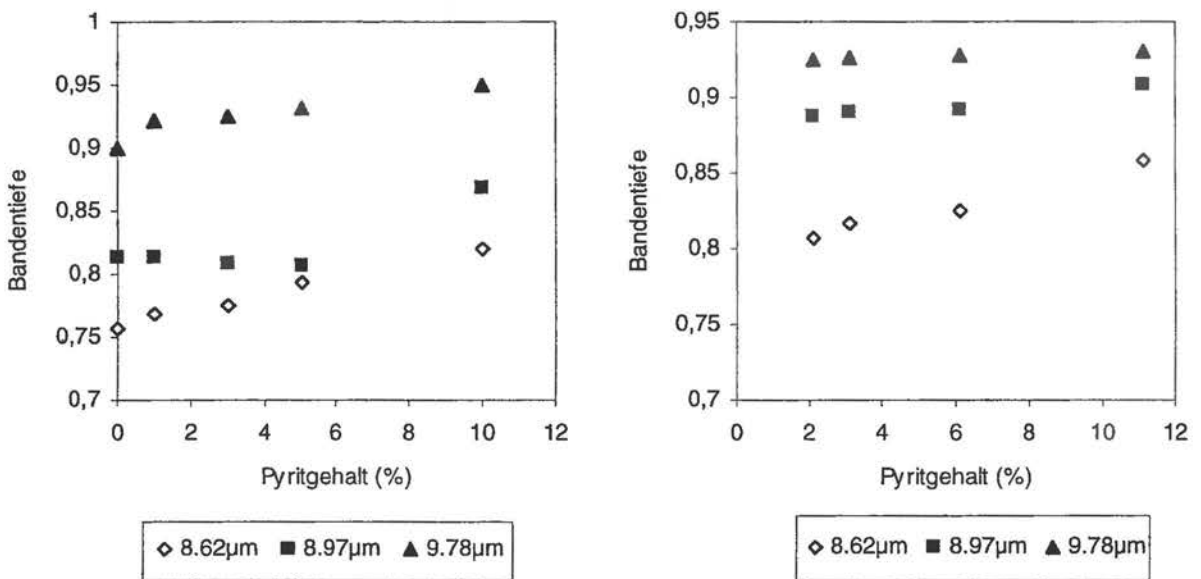 1
0,95
0,9
0,85
0,8
0,75
0,7
Bandentiefe
0 2 4 6 8 10 12
Pyritgehalt (%)
8.62µm 8.97µm 9.78µm
0,95
0,9
0,85
0,8
0,75
0,7
Bandentiefe
0 2 4 6 8 10 12
Pyritgehalt (%)
8.62µm 8.97µm 9.78µm